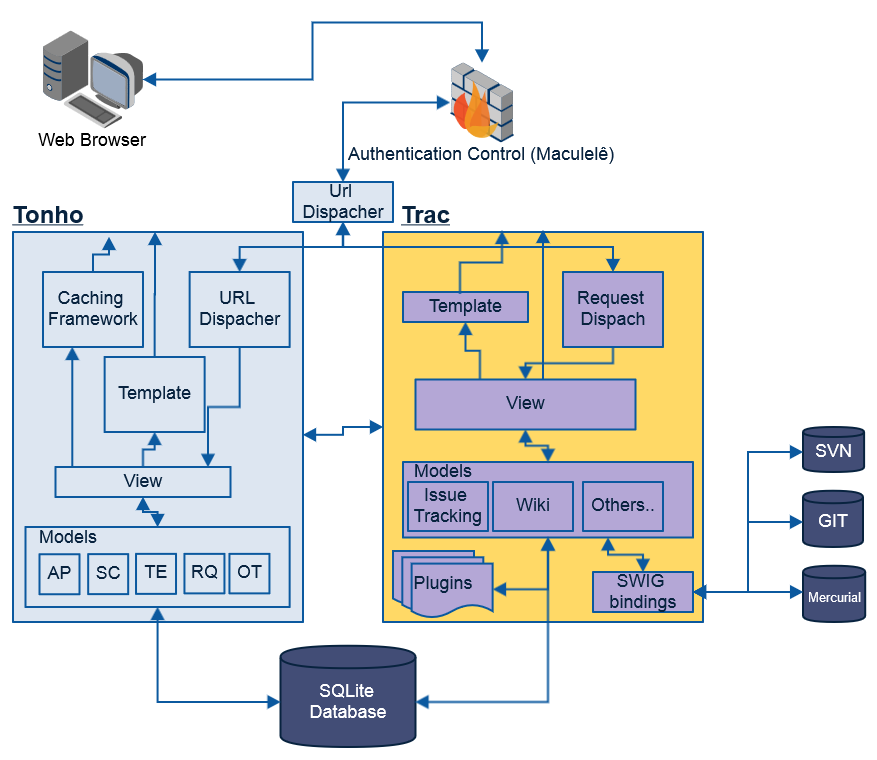 Web Browser
Authentication Control (Maculelê)
Url
Dispacher
Tonho
Trac
Caching
Framework
URL
Dispacher
Template
View
Models
AP
SC
TE
RQ
OT
Template
Request
Dispach
View
Models
Issue
Tracking
Wiki
Others..
Plugins
SWIG
bindings
SVN
GIT
Mercurial
SQLite
Database